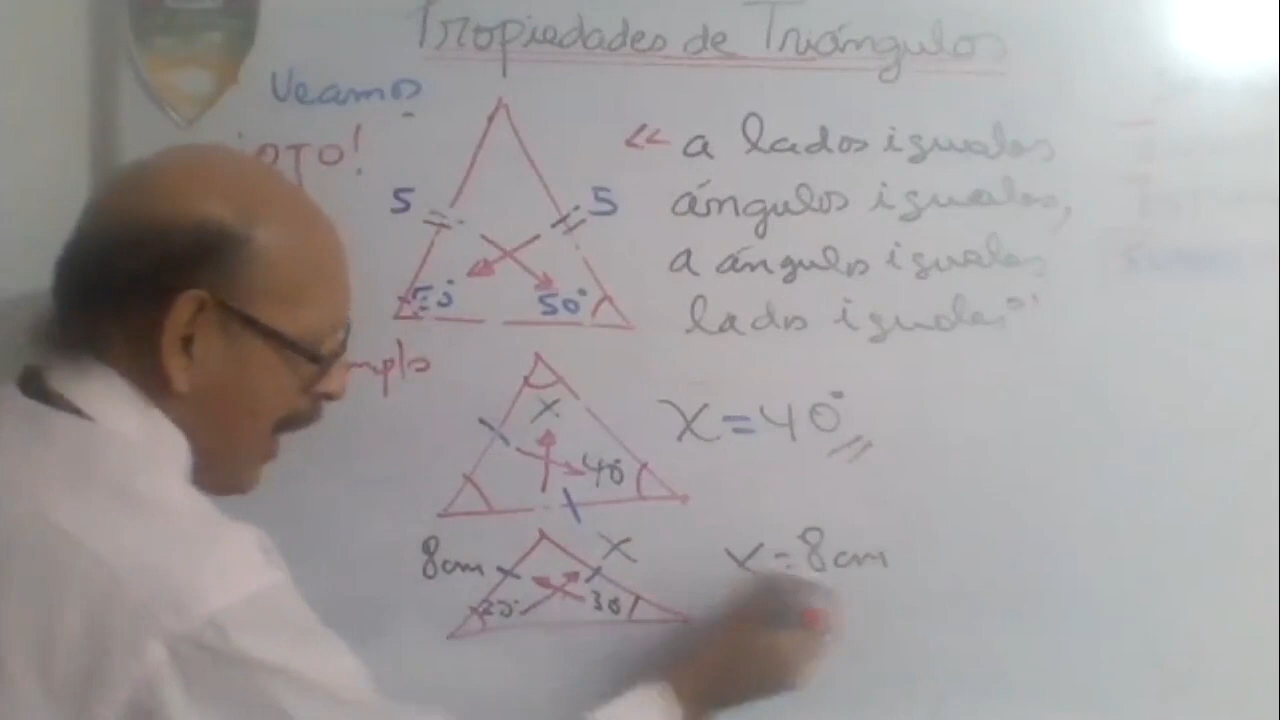 Propiedades de Triángulos
Veamos
¡OJO!
5 5
50° 50°
<< a lados iguales
ángulos iguales,
a ángulos iguales
lados iguales"
mplo
x
40
X=40°
8cm X
30 30
x=8cm